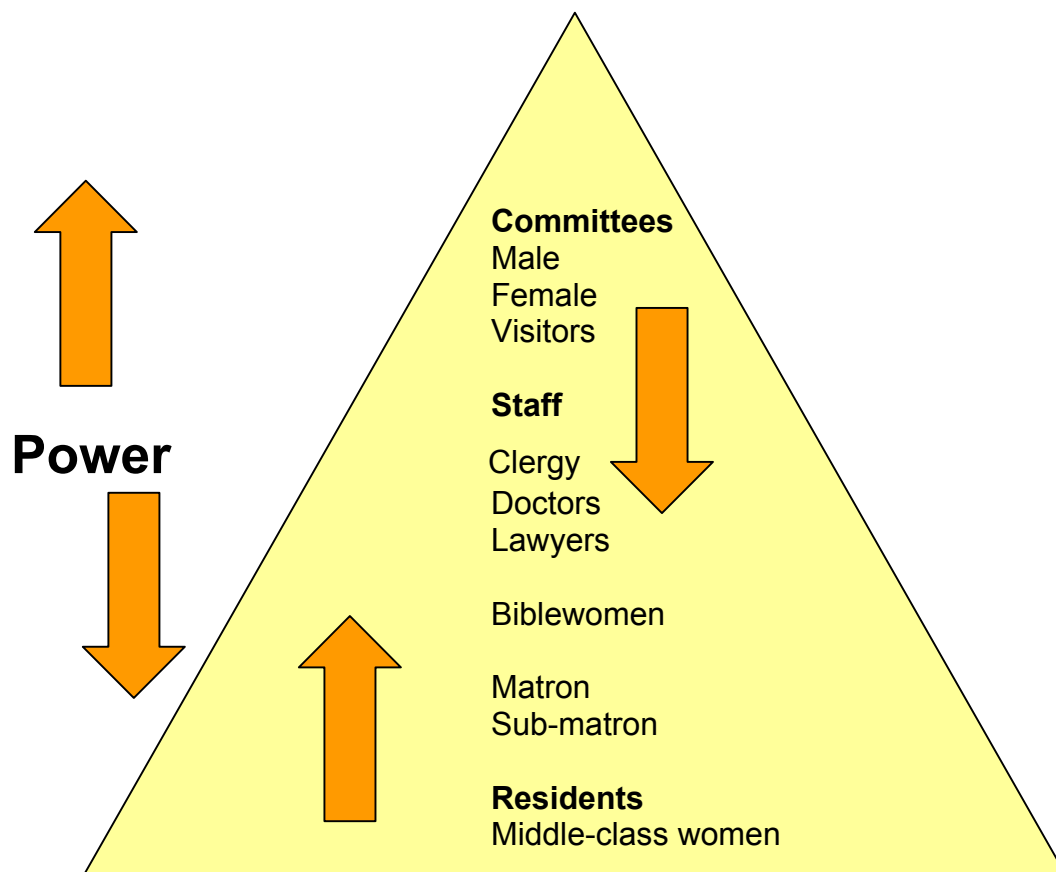 Committees
Male
Female
Visitors
Staff
Power
Clergy
Doctors
Lawyers
Biblewomen
Matron
Sub-matron
Residents
Middle-class women